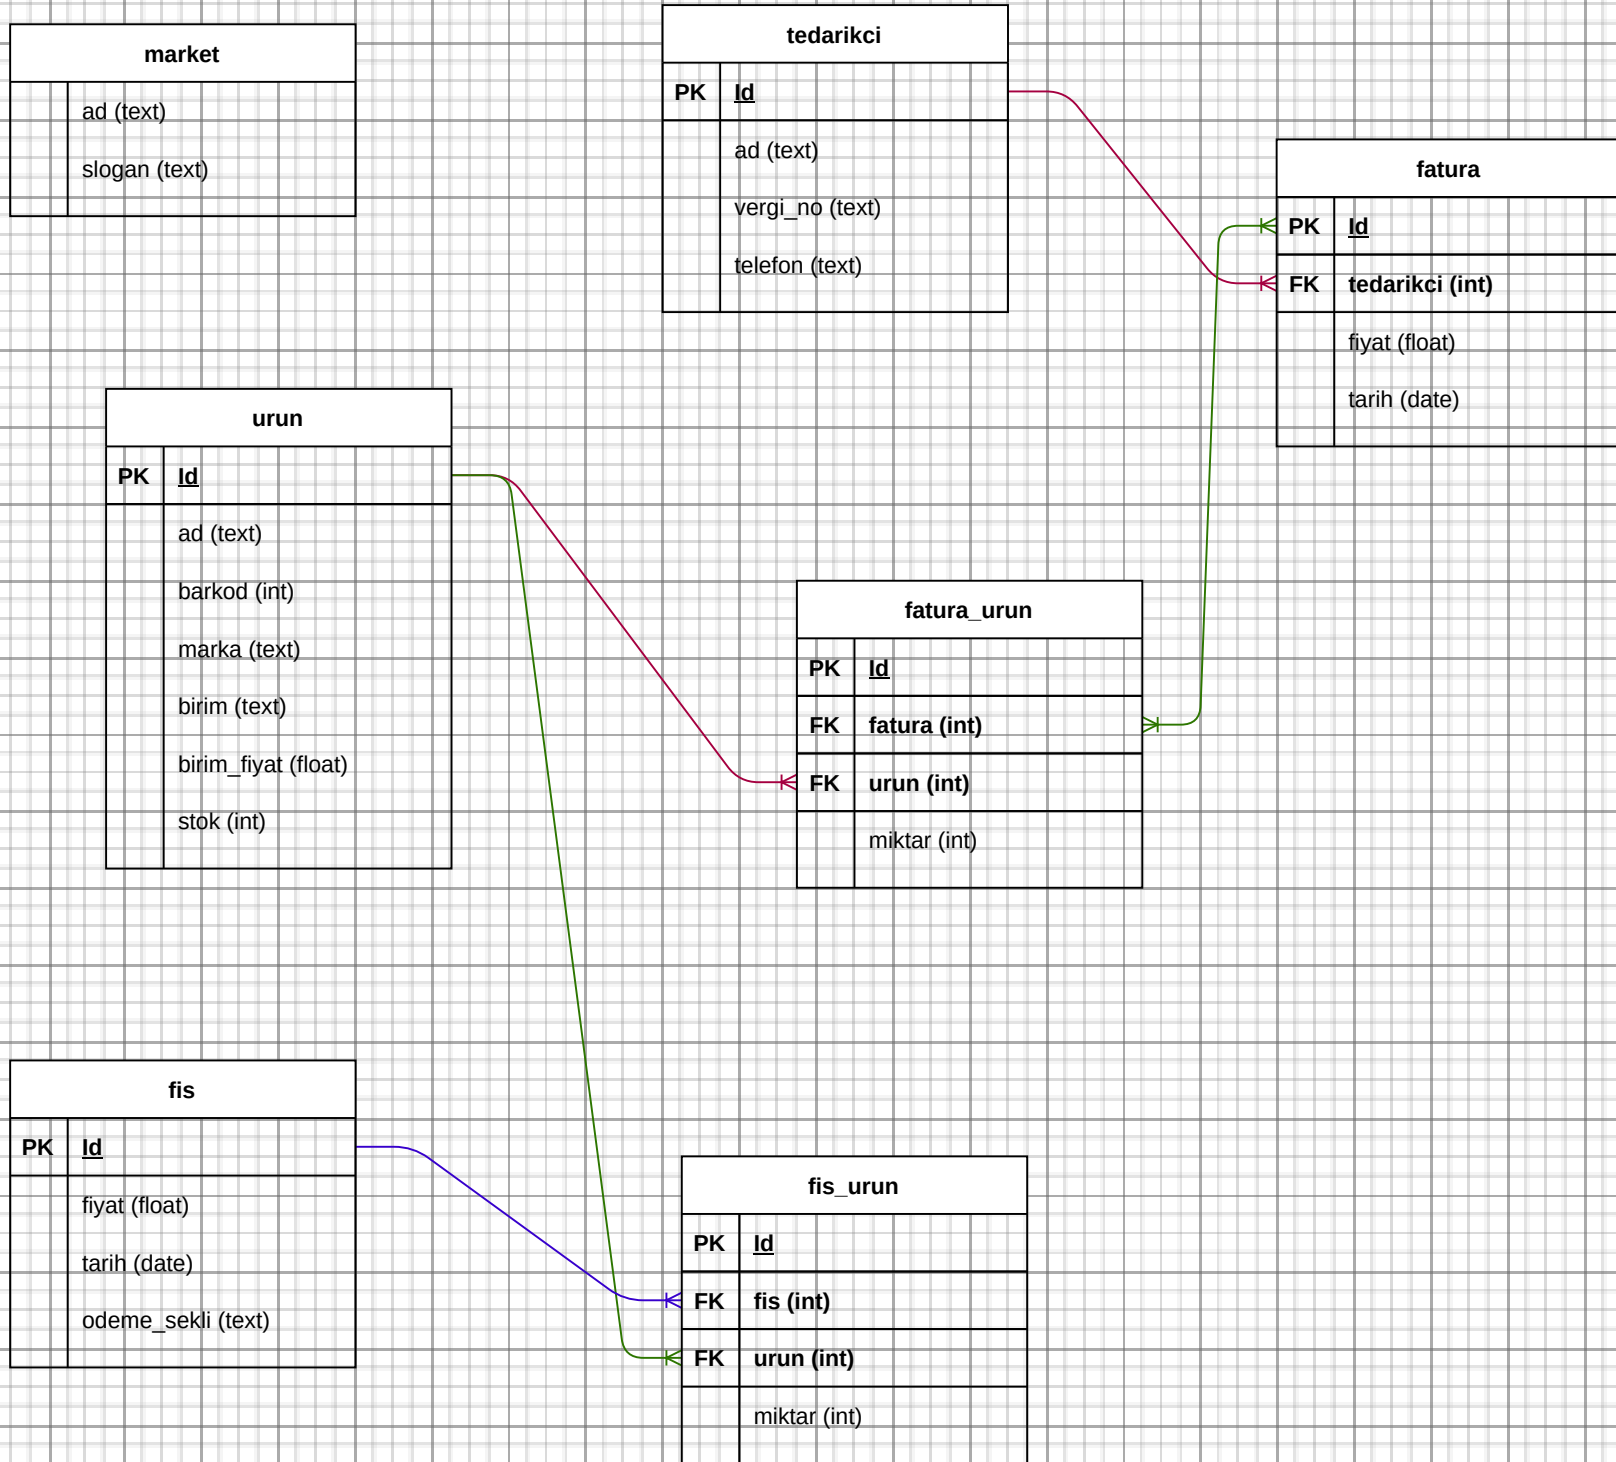 market
ad (text)
slogan (text)
tedarikci
PK Id
ad (text)
vergi_no (text)
telefon (text)
fatura
PK Id
FK tedarikci (int)
fiyat (float)
tarih (date)
urun
PK Id
ad (text)
barkod (int)
marka (text)
birim (text)
birim_fiyat (float)
stok (int)
fatura_urun
PK Id
FK fatura (int)
FK urun (int)
miktar (int)
fis
PK Id
fiyat (float)
tarih (date)
odeme_sekli (text)
fis_urun
PK Id
FK fis (int)
FK urun (int)
miktar (int)